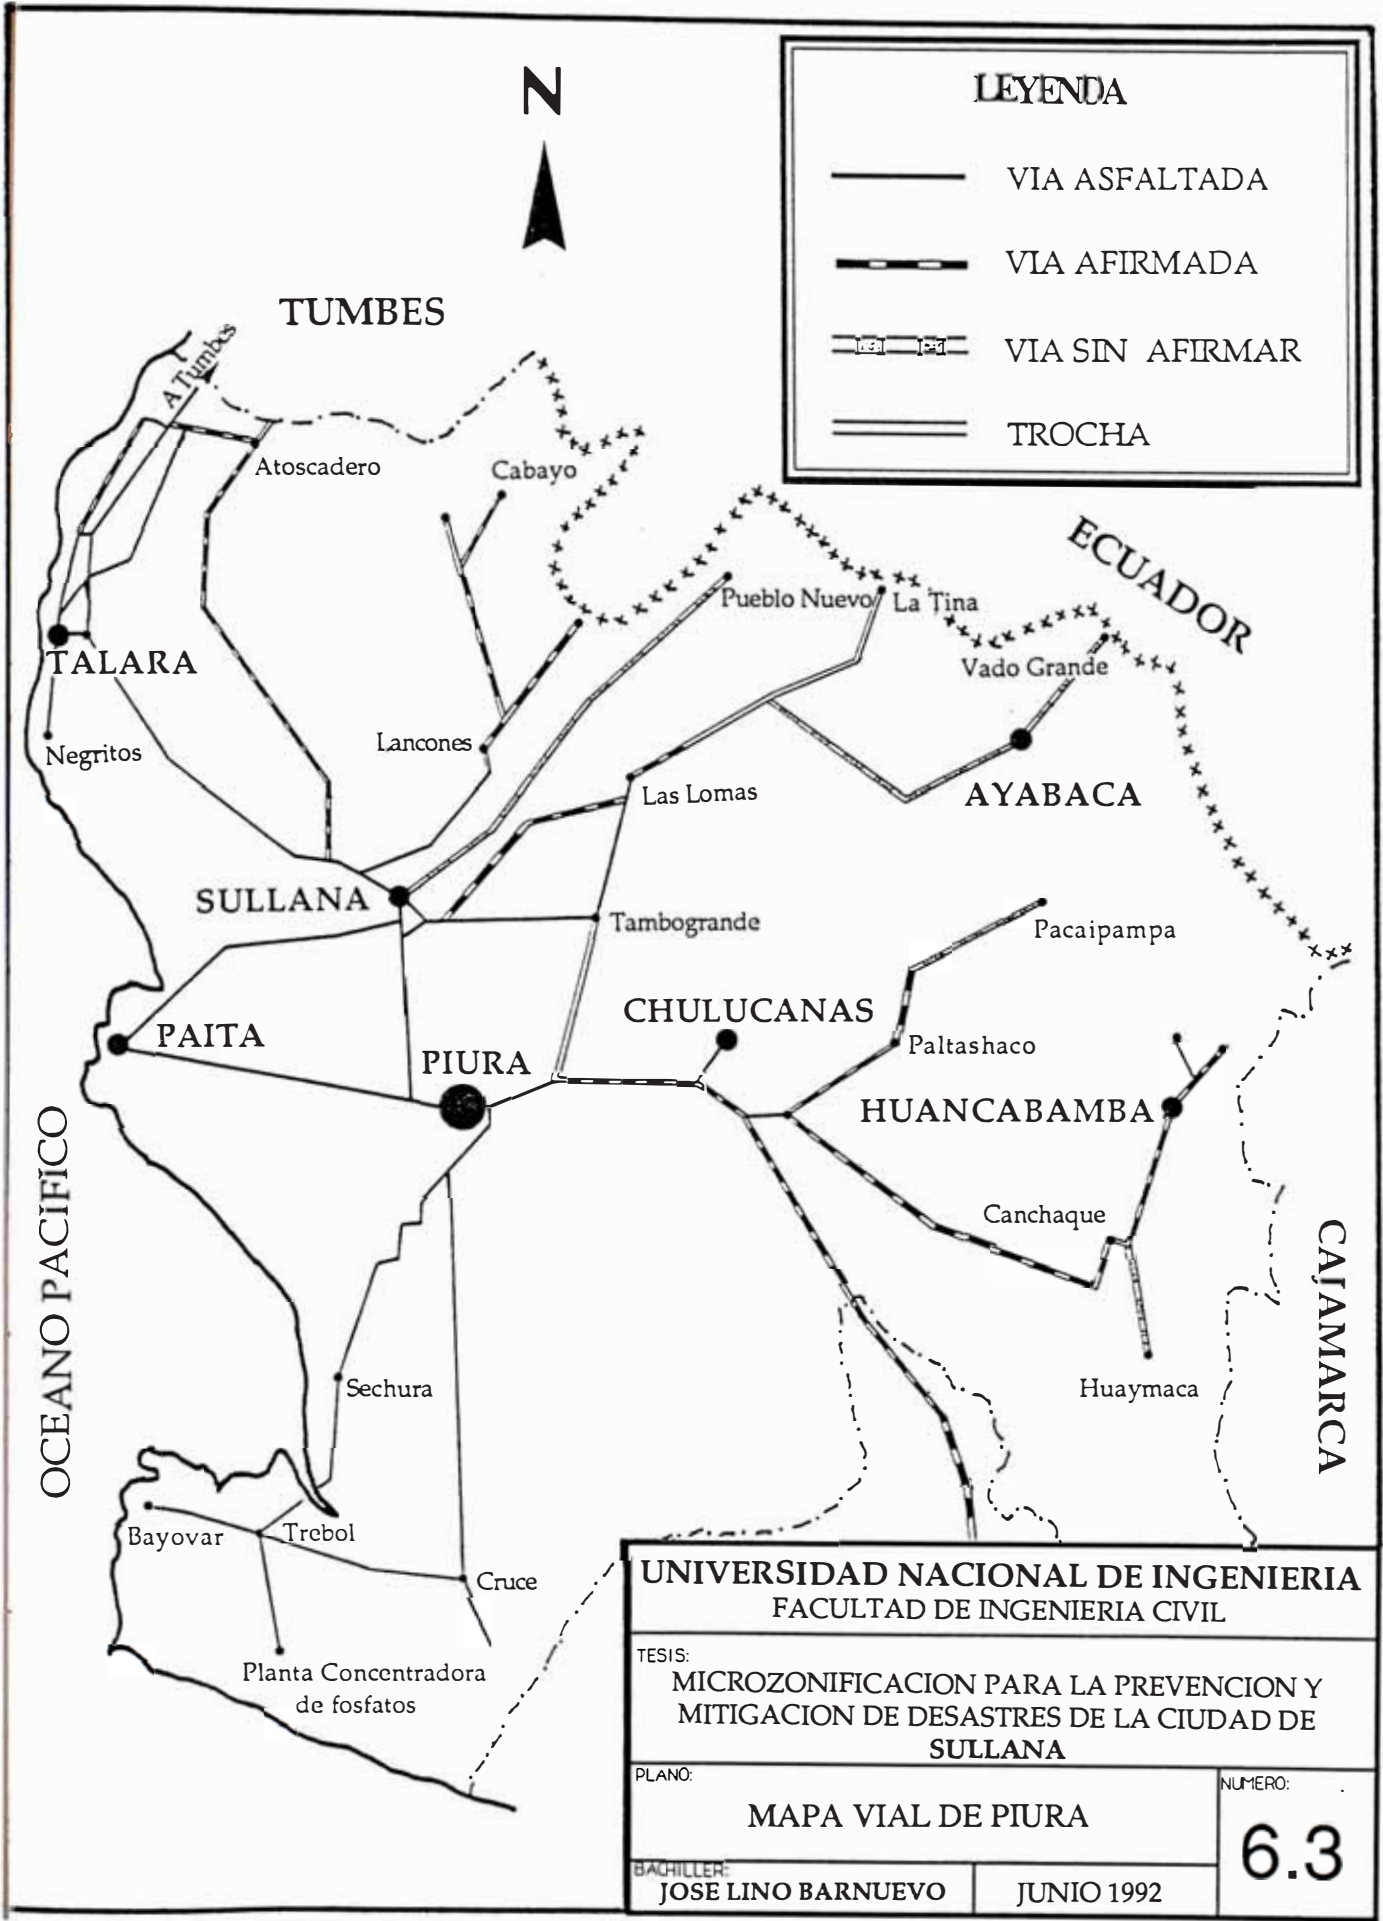 N
LEYENDA
VIA ASFALTADA
VIA AFIRMADA
VIA SIN AFIRMAR
TROCHA
TUMBES
A Tumbes
Atoscadero
Cabayo
ECUADOR
Pueblo Nuevo
La Tina
Vado Grande
TALARA
Negritos
Lancones
Las Lomas
AYABACA
SULLANA
Tambogrande
Pacaipampa
CHULUCANAS
PAITA
PIURA
Paltashaco
HUANCABAMBA
OCEANO PACIFICO
Canchaque
CAJAMARCA
Sechura
Huaymaca
Bayovar
Trebol
Cruce
Planta Concentradora
de fosfatos
UNIVERSIDAD NACIONAL DE INGENIERIA
FACULTAD DE INGENIERIA CIVIL
TESIS:
MICROZONIFICACION PARA LA PREVENCION Y
MITIGACION DE DESASTRES DE LA CIUDAD DE
SULLANA
PLANO:
MAPA VIAL DE PIURA
NUMERO:
6.3
BACHILLER:
JOSE LINO BARNUEVO
JUNIO 1992